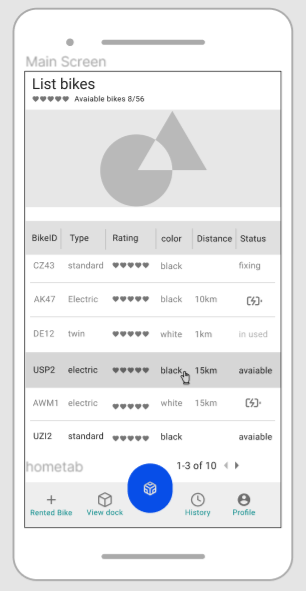 Main Screen
List bikes
Avaiable bikes 8/56
BikeID Type Rating color Distance Status
CZ43 standard black fixing
AK47 Electric black 10km
DE12 twin white 1km in used
USP2 electric black 15km avaiable
AWM1 electric white 15km
UZI2 standard black avaiable
hometab 1-3 of 10
Rented Bike View dock History Profile